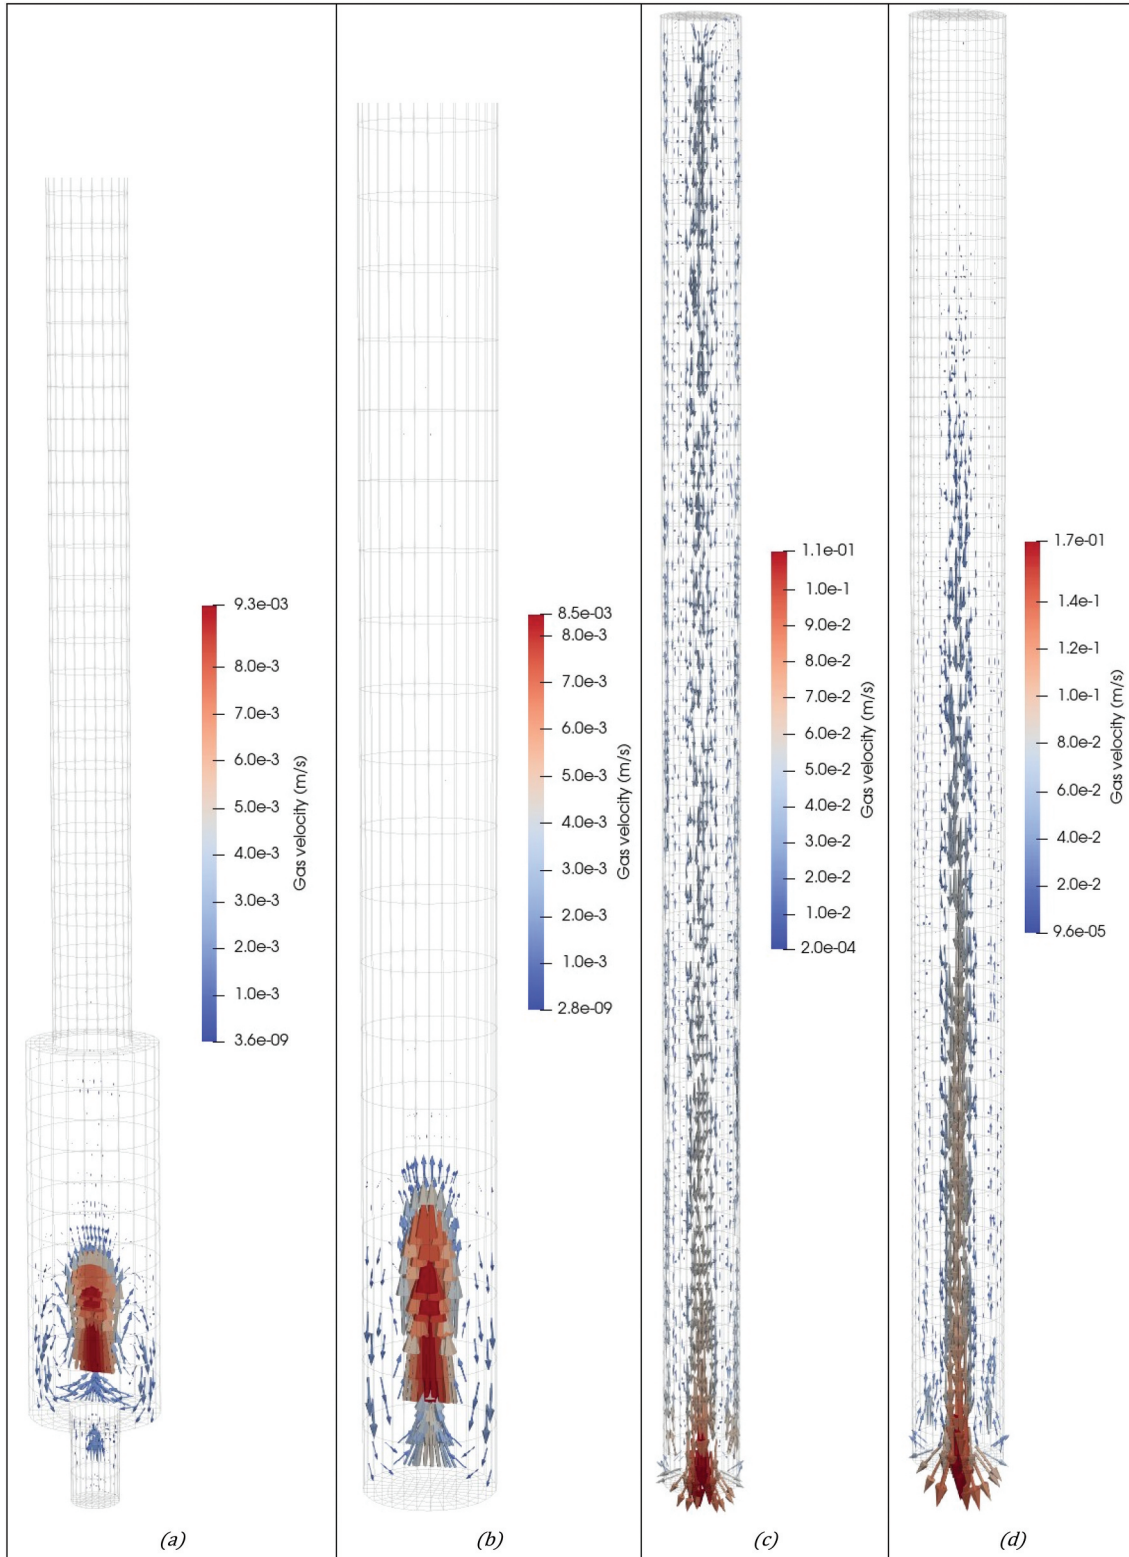 9.3e-03
8.0e-3
7.0e-3
6.0e-3
5.0e-3
4.0e-3
3.0e-3
2.0e-3
1.0e-3
3.6e-09
Gas velocity (m/s)
(a)
8.5e-03
8.0e-3
7.0e-3
6.0e-3
5.0e-3
4.0e-3
3.0e-3
2.0e-3
1.0e-3
2.8e-09
Gas velocity (m/s)
(b)
1.1e-01
1.0e-1
9.0e-2
8.0e-2
7.0e-2
6.0e-2
5.0e-2
4.0e-2
3.0e-2
2.0e-2
1.0e-2
2.0e-04
Gas velocity (m/s)
(c)
1.7e-01
1.4e-1
1.2e-1
1.0e-1
8.0e-2
6.0e-2
4.0e-2
2.0e-2
9.6e-05
Gas velocity (m/s)
(d)